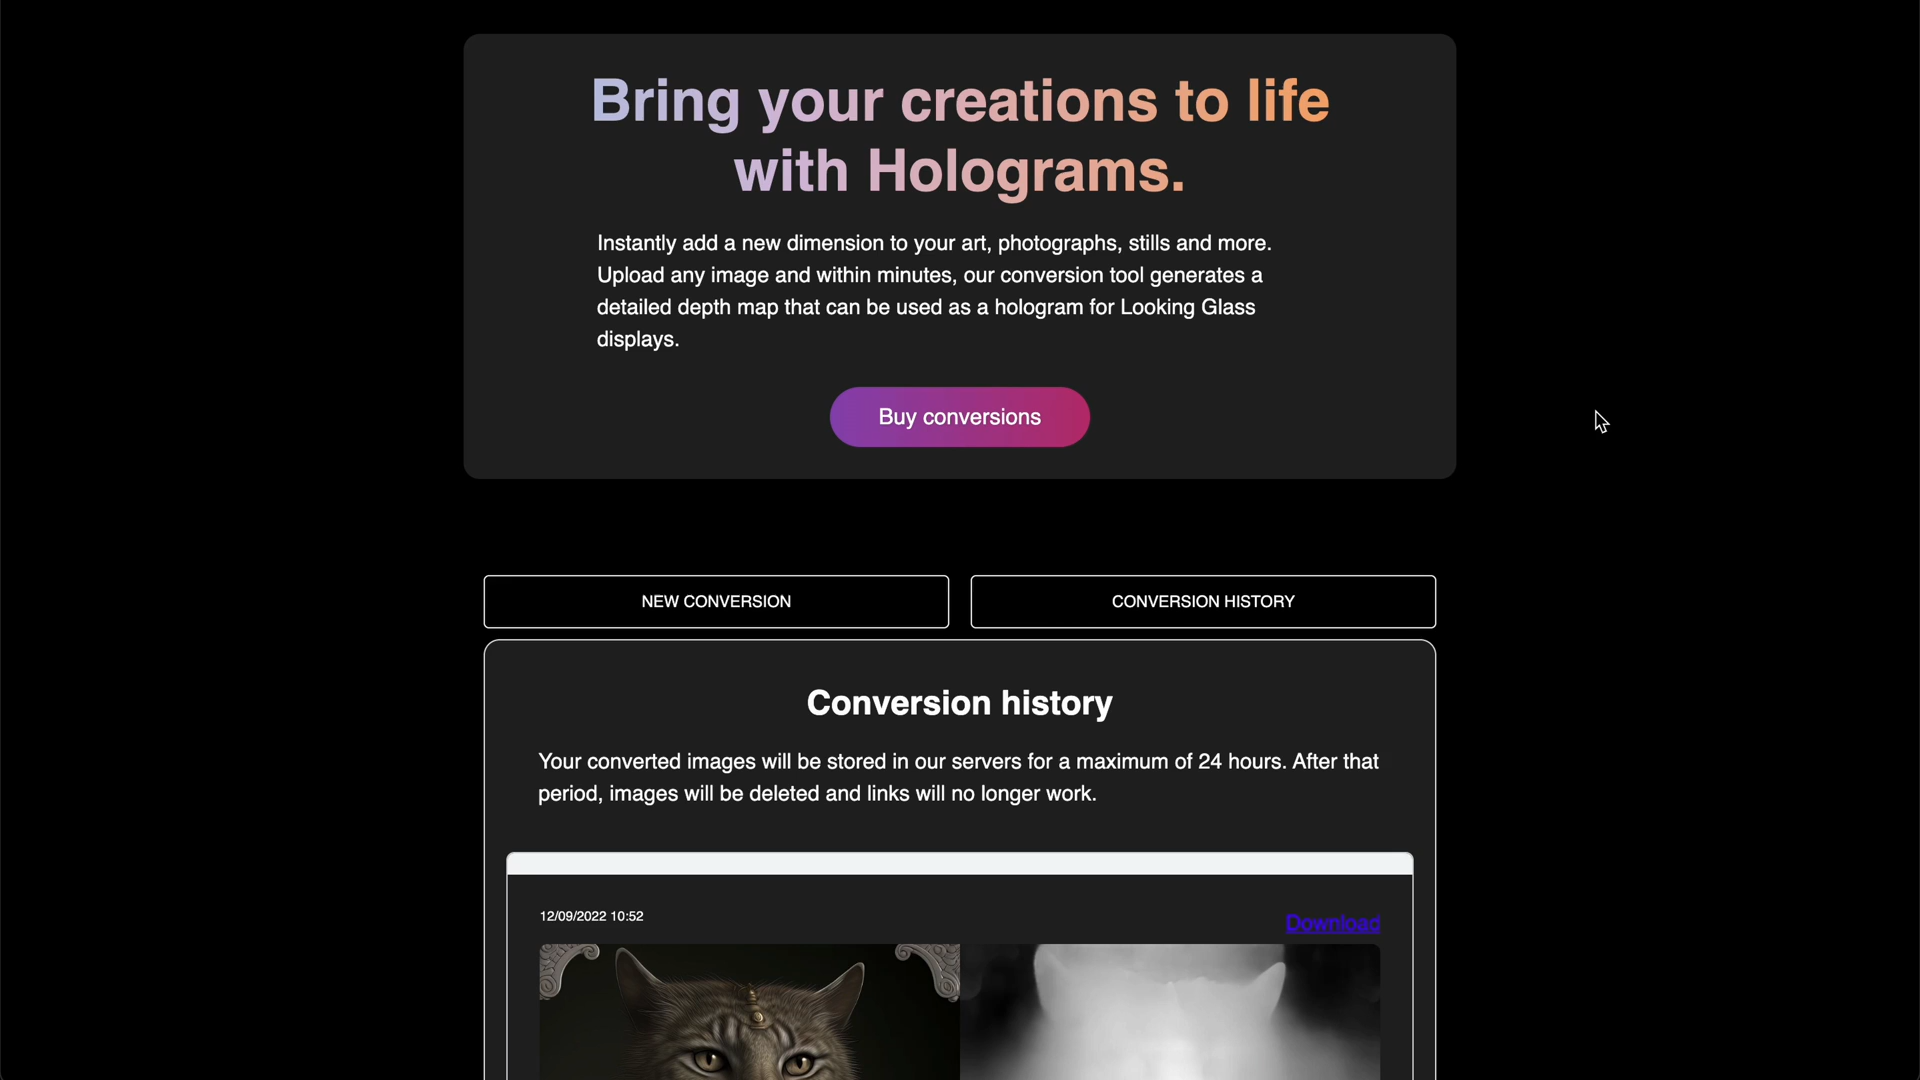 Bring your creations to life
with Holograms.
Instantly add a new dimension to your art, photographs, stills and more.
Upload any image and within minutes, our conversion tool generates a
detailed depth map that can be used as a hologram for Looking Glass
displays.
Buy conversions
NEW CONVERSION
CONVERSION HISTORY
Conversion history
Your converted images will be stored in our servers for a maximum of 24 hours. After that
period, images will be deleted and links will no longer work.
12/09/2022 10:52
Download